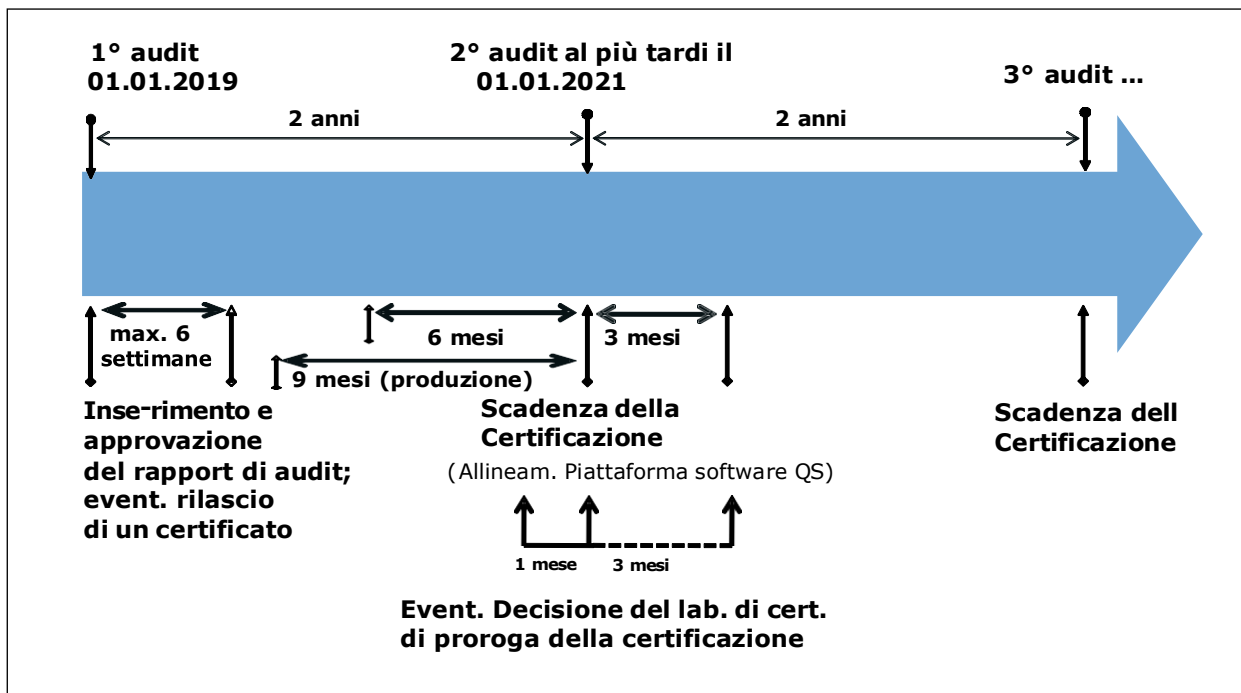 1° audit
01.01.2019
2° audit al più tardi il
01.01.2021
3° audit ...
2 anni
2 anni
max. 6
settimane
6 mesi
3 mesi
9 mesi (produzione)
Inse-rimento e
approvazione
del rapport di audit;
event. rilascio
di un certificato
Scadenza della
Certificazione
(Allineam. Piattaforma software QS)
Scadenza dell
Certificazione
1 mese
3 mesi
Event. Decisione del lab. di cert.
di proroga della certificazione